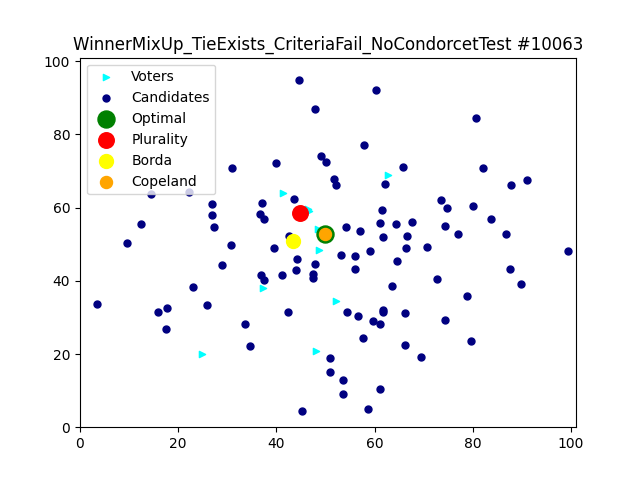 WinnerMixUp_TieExists_CriteriaFail_NoCondorcetTest #10063
100
80
60
40
20
0
Voters
Candidates
Optimal
Plurality
Borda
Copeland
0 20 40 60 80 100